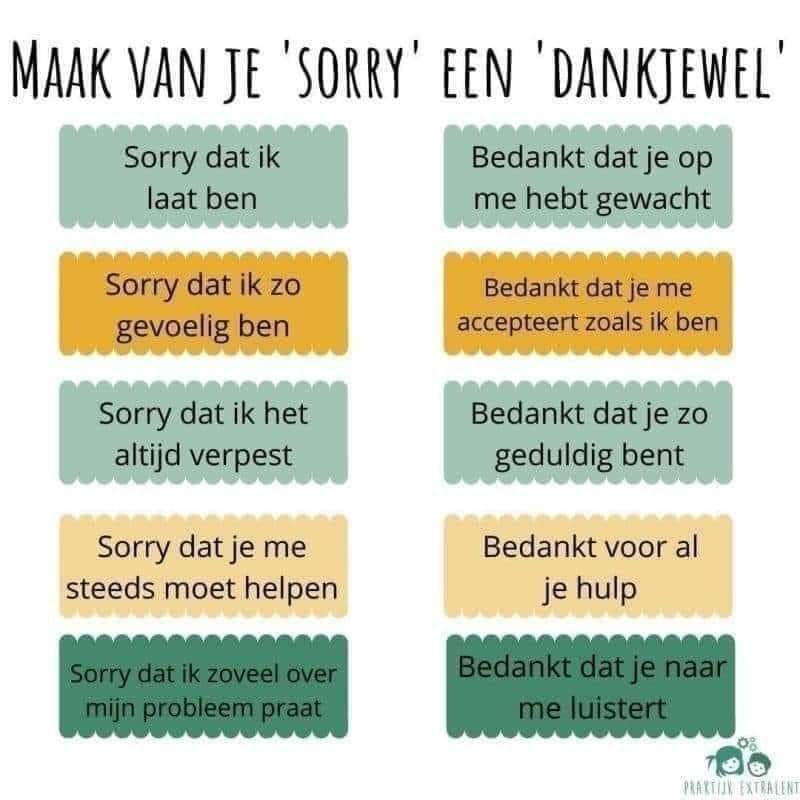 MAAK VAN JE 'SORRY' EEN 'DANKJEWEL'
Sorry dat ik
laat ben
Bedankt dat je op
me hebt gewacht
Sorry dat ik zo
gevoelig ben
Bedankt dat je me
accepteert zoals ik ben
Sorry dat ik het
altijd verpest
Bedankt dat je zo
geduldig bent
Sorry dat je me
steeds moet helpen
Bedankt voor al
je hulp
Sorry dat ik zoveel over
mijn probleem praat
Bedankt dat je naar
me luistert
PRAKTIJK EXTRALENT